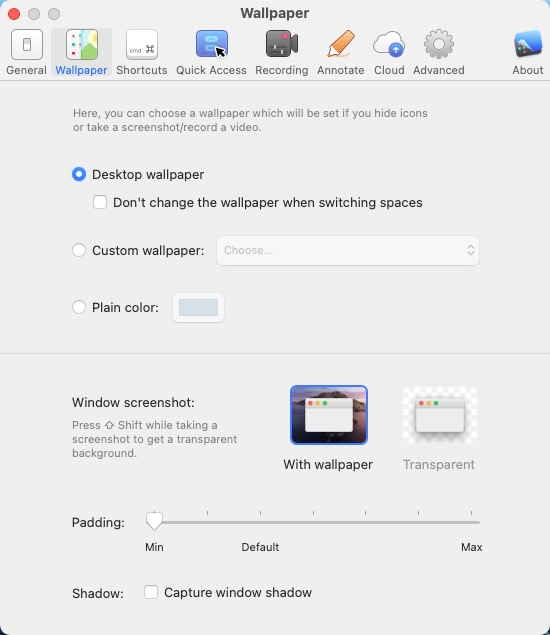 Wallpaper
cmd ⌘
General Wallpaper Shortcuts Quick Access Recording Annotate Cloud Advanced About
Here, you can choose a wallpaper which will be set if you hide icons
or take a screenshot/record a video.
Desktop wallpaper
Don't change the wallpaper when switching spaces
Custom wallpaper: Choose...
Plain color:
Window screenshot:
Press ⇧ Shift while taking a
screenshot to get a transparent
background.
With wallpaper Transparent
Padding:
Min Default Max
Shadow: Capture window shadow